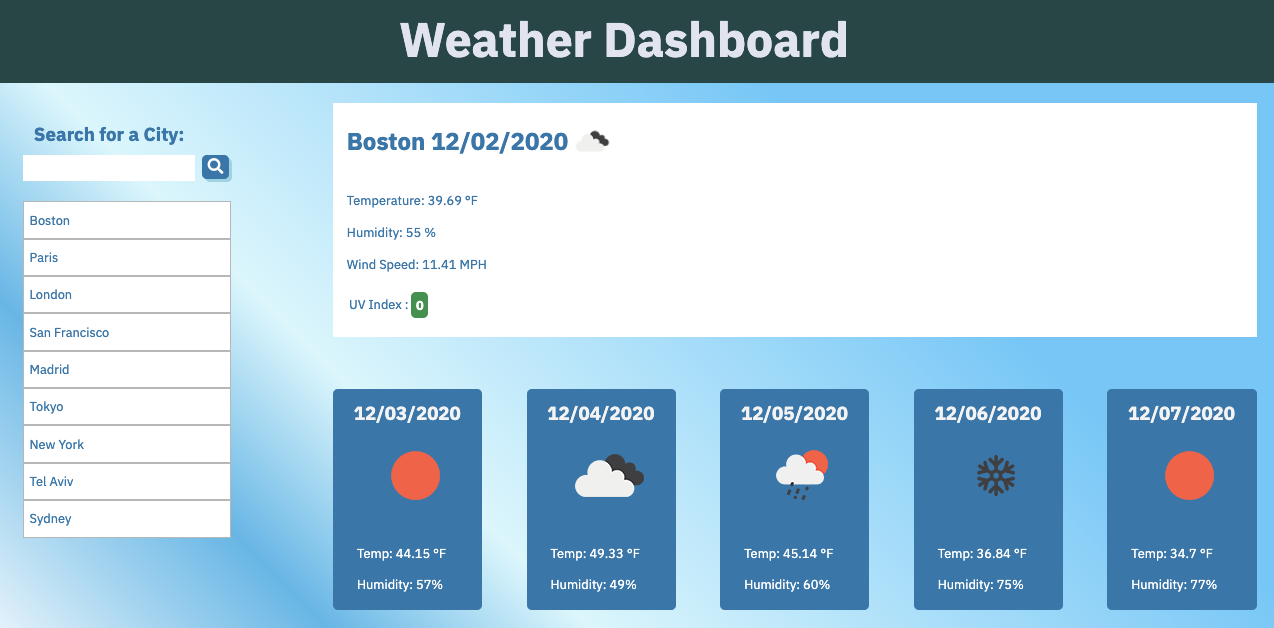 Weather Dashboard
Search for a City:
Boston
Paris
London
San Francisco
Madrid
Tokyo
New York
Tel Aviv
Sydney
Boston 12/02/2020
Temperature: 39.69 °F
Humidity: 55 %
Wind Speed: 11.41 MPH
UV Index : 0
12/03/2020
Temp: 44.15 °F
Humidity: 57%
12/04/2020
Temp: 49.33 °F
Humidity: 49%
12/05/2020
Temp: 45.14 °F
Humidity: 60%
12/06/2020
Temp: 36.84 °F
Humidity: 75%
12/07/2020
Temp: 34.7 °F
Humidity: 77%